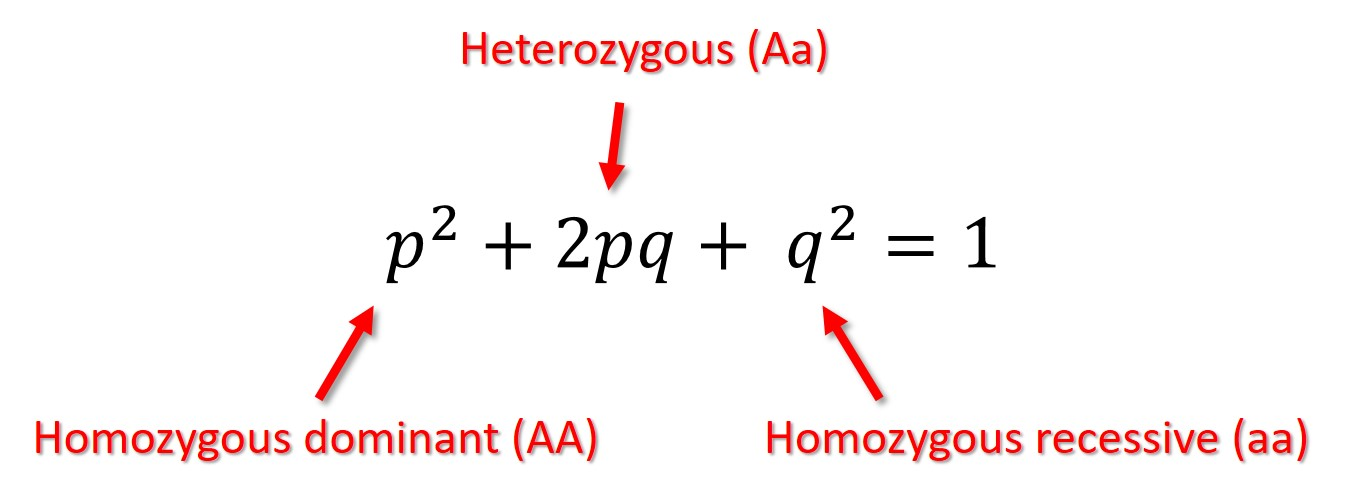 Heterozygous (Aa)
p² + 2pq + q² = 1
Homozygous dominant (AA)
Homozygous recessive (aa)